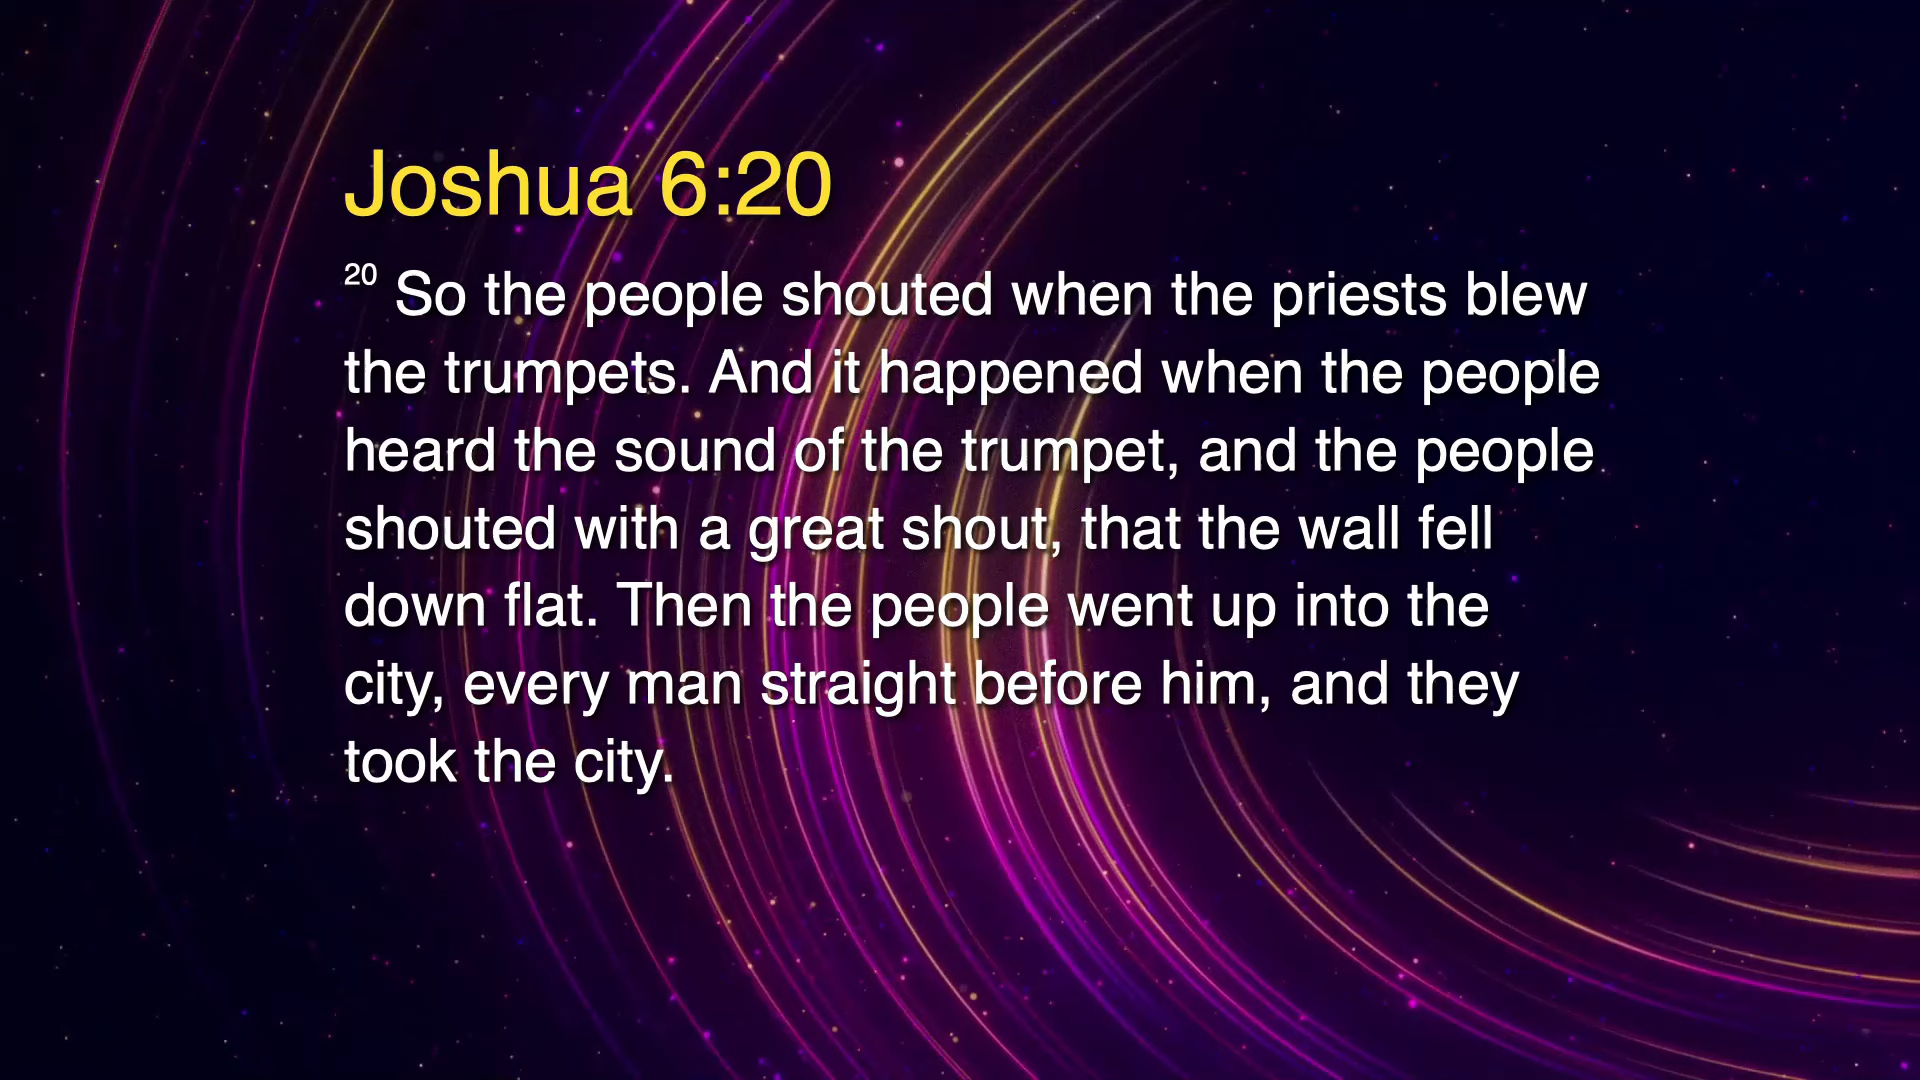 Joshua 6:20
20 So the people shouted when the priests blew
the trumpets. And it happened when the people
heard the sound of the trumpet, and the people
shouted with a great shout, that the wall fell
down flat. Then the people went up into the
city, every man straight before him, and they
took the city.